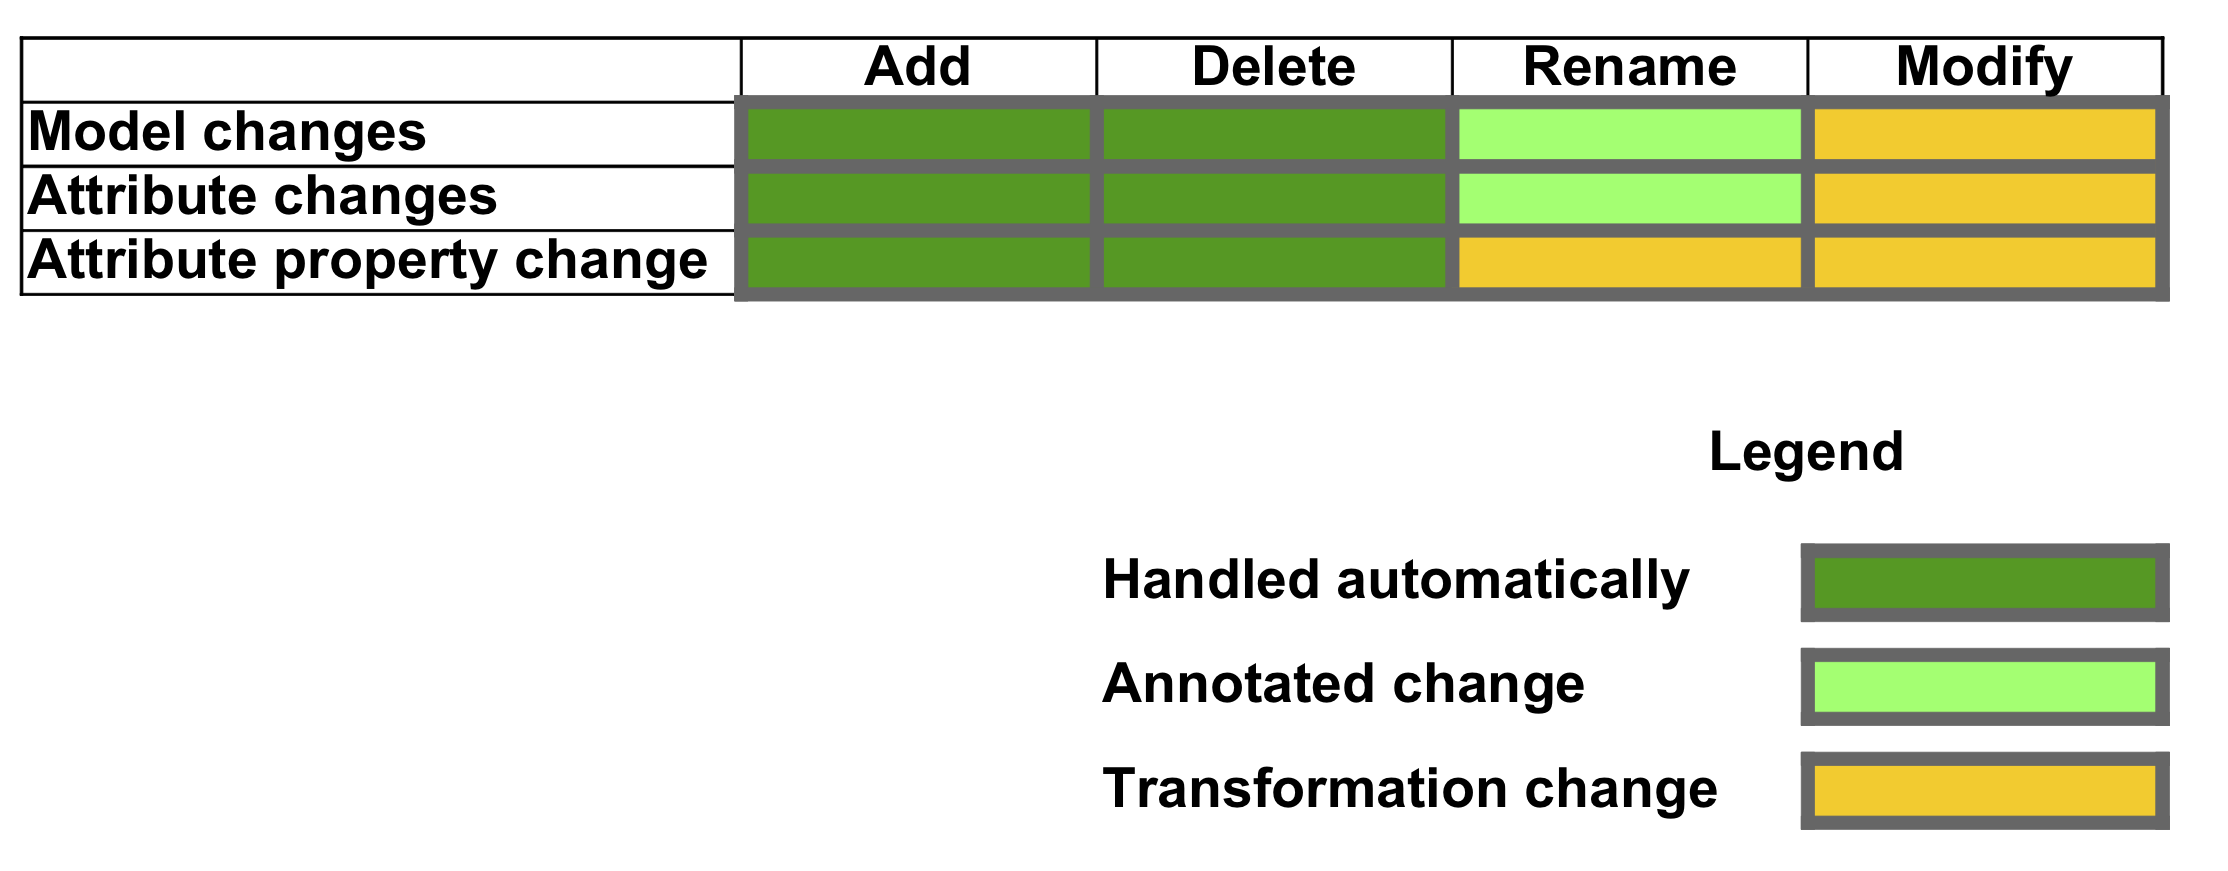 Add Delete Rename Modify
Model changes
Attribute changes
Attribute property change
Legend
Handled automatically
Annotated change
Transformation change